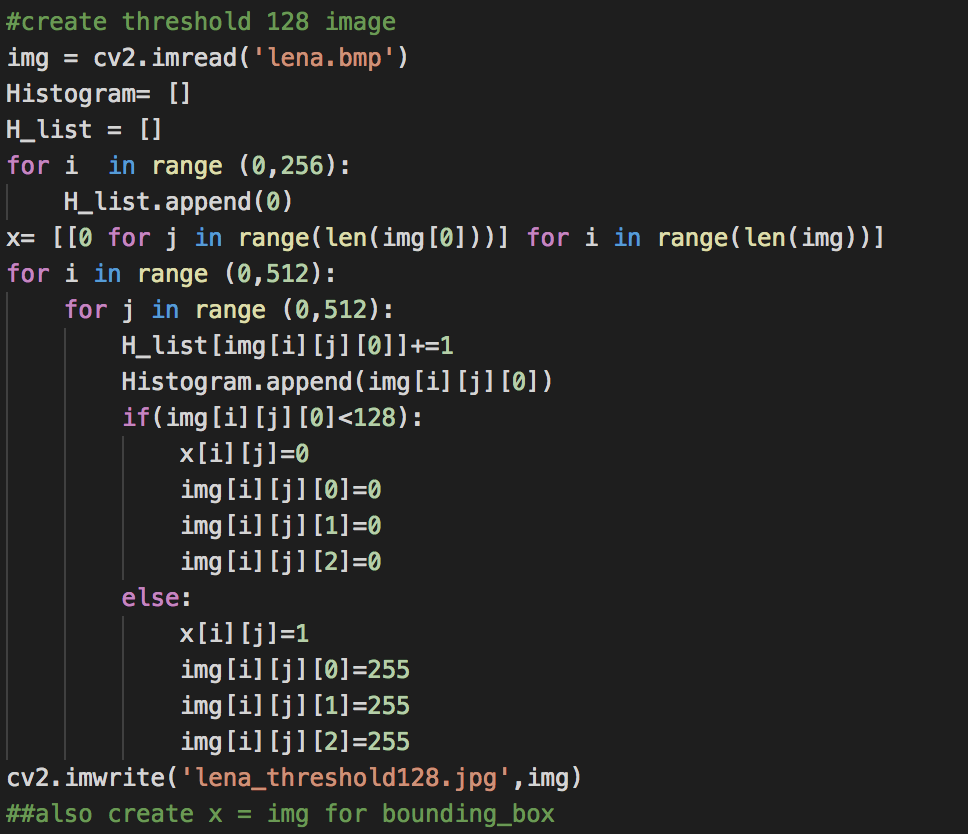 #create threshold 128 image
img = cv2.imread('lena.bmp')
Histogram= []
H_list = []
for i  in range (0,256):
    H_list.append(0)
x= [[0 for j in range(len(img[0]))] for i in range(len(img))]
for i in range (0,512):
    for j in range (0,512):
        H_list[img[i][j][0]]+=1
        Histogram.append(img[i][j][0])
        if(img[i][j][0]<128):
            x[i][j]=0
            img[i][j][0]=0
            img[i][j][1]=0
            img[i][j][2]=0
        else:
            x[i][j]=1
            img[i][j][0]=255
            img[i][j][1]=255
            img[i][j][2]=255
cv2.imwrite('lena_threshold128.jpg',img)
##also create x = img for bounding_box